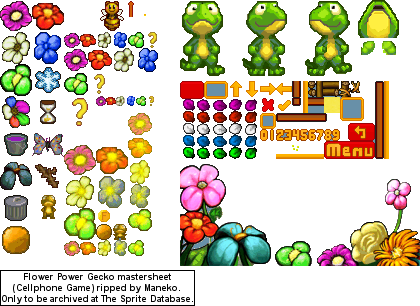 ?
?
?
?
0123456789
Menu
P
Flower Power Gecko mastersheet
(Cellphone Game) ripped by Maneko.
Only to be archived at The Sprite Database.